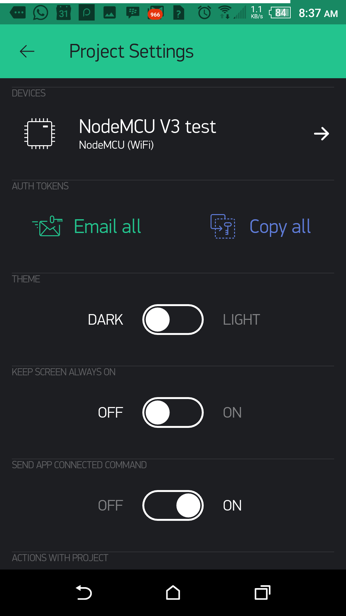 31
966
?
1.1
KB/s
84
8:37 AM
Project Settings
DEVICES
NodeMCU V3 test
NodeMCU (WiFi)
AUTH TOKENS
Email all
Copy all
THEME
DARK
LIGHT
KEEP SCREEN ALWAYS ON
OFF
ON
SEND APP CONNECTED COMMAND
OFF
ON
ACTIONS WITH PROJECT